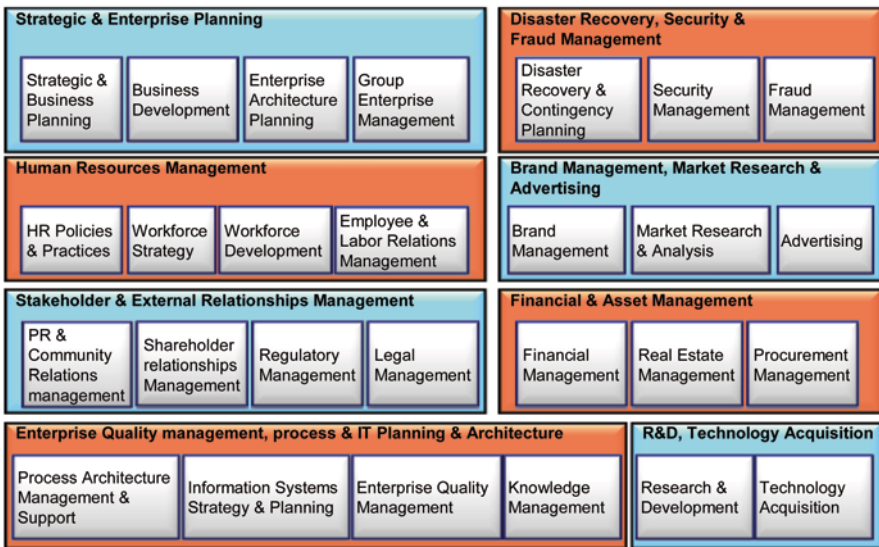 Strategic & Enterprise Planning
Strategic &
Business
Planning
Business
Development
Enterprise
Architecture
Planning
Group
Enterprise
Management
Disaster Recovery, Security &
Fraud Management
Disaster
Recovery &
Contingency
Planning
Security
Management
Fraud
Management
Human Resources Management
HR Policies
& Practices
Workforce
Strategy
Workforce
Development
Employee &
Labor Relations
Management
Brand Management, Market Research &
Advertising
Brand
Management
Market Research
& Analysis
Advertising
Stakeholder & External Relationships Management
PR &
Community
Relations
management
Shareholder
relationships
Management
Regulatory
Management
Legal
Management
Financial & Asset Management
Financial
Management
Real Estate
Management
Procurement
Management
Enterprise Quality management, process & IT Planning & Architecture
Process Architecture
Management &
Support
Information Systems
Strategy & Planning
Enterprise Quality
Management
Knowledge
Management
R&D, Technology Acquisition
Research &
Development
Technology
Acquisition